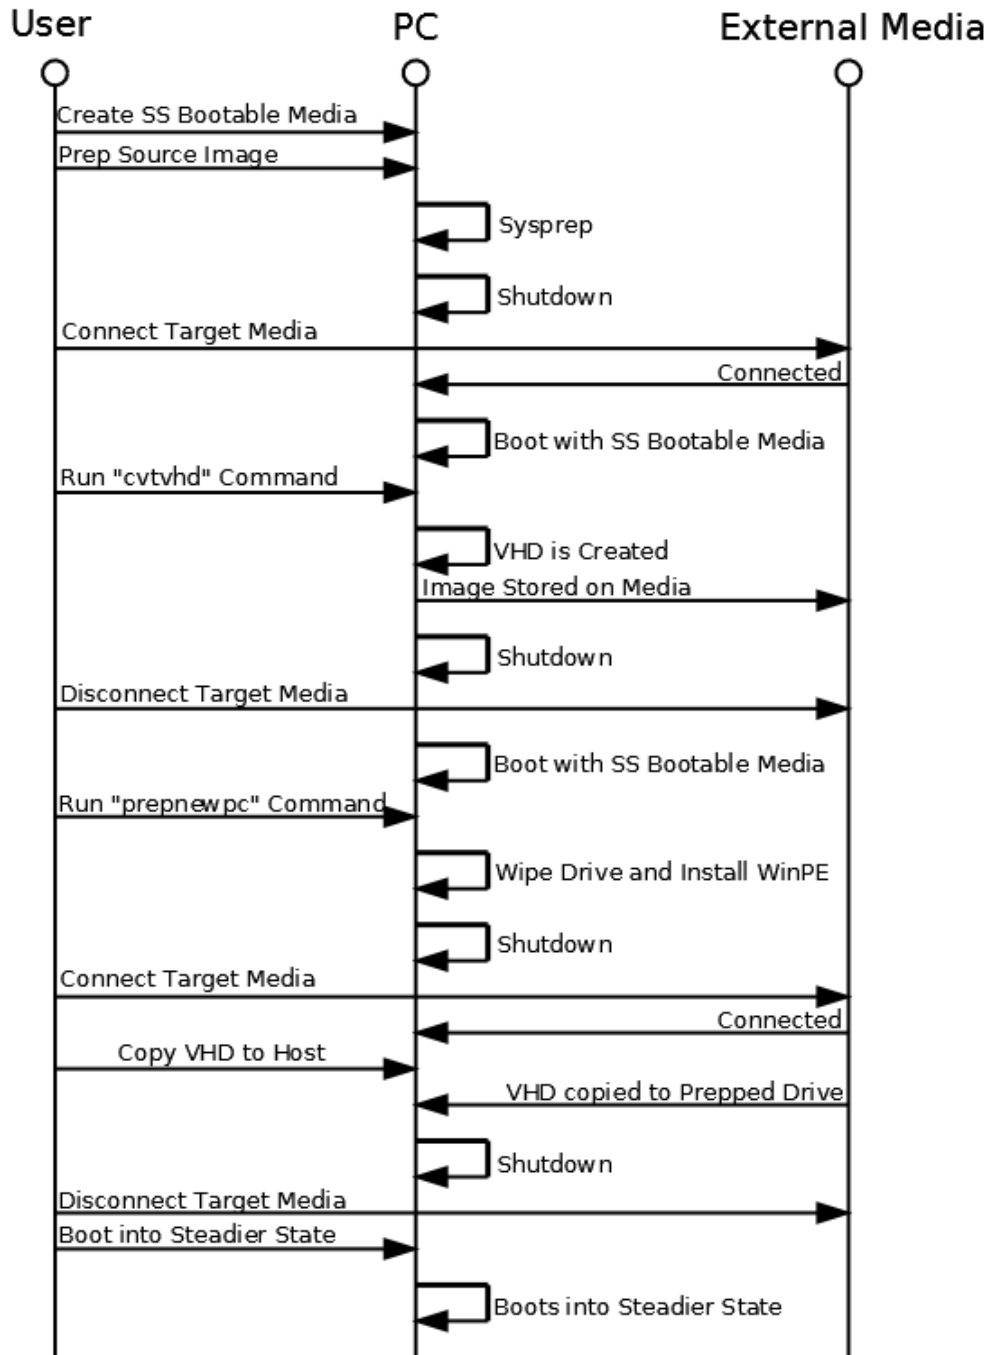 User
PC
External Media
Create SS Bootable Media
Prep Source Image
Sysprep
Shutdown
Connect Target Media
Connected
Boot with SS Bootable Media
Run "cvtvhd" Command
VHD is Created
Image Stored on Media
Shutdown
Disconnect Target Media
Boot with SS Bootable Media
Run "prepnewpc" Command
Wipe Drive and Install WinPE
Shutdown
Connect Target Media
Connected
Copy VHD to Host
VHD copied to Prepped Drive
Shutdown
Disconnect Target Media
Boot into Steadier State
Boots into Steadier State